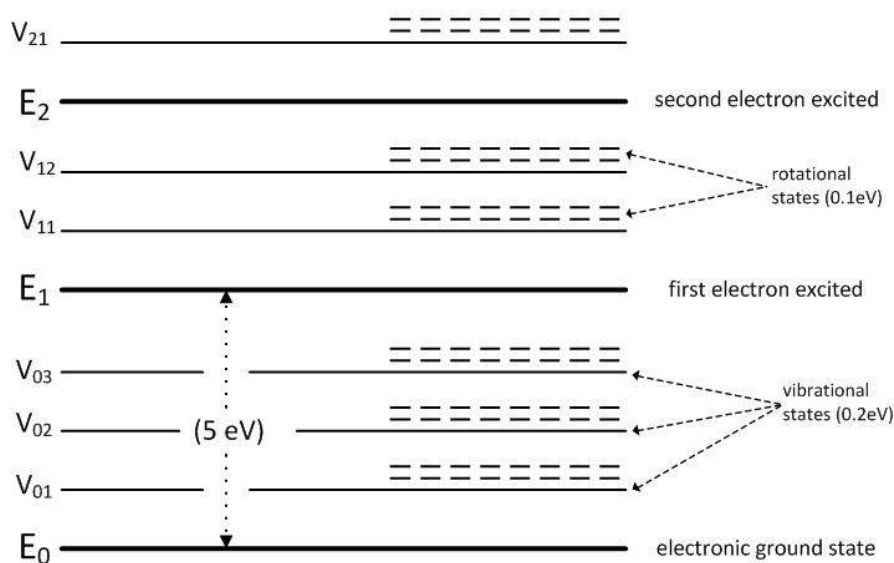 V21
E2 second electron excited
V12
rotational
states (0.1eV)
V11
E1 first electron excited
V03
vibrational
states (0.2eV)
V02 (5 eV)
V01
E0 electronic ground state